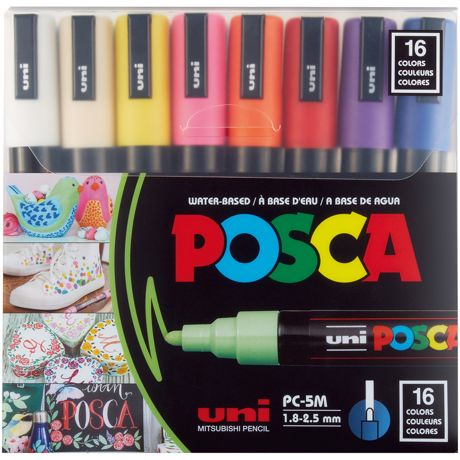 uni uni uni uni uni uni uni uni
16
COLORS
COULEURS
COLORES
WATER-BASED / À BASE D'EAU / A BASE DE AGUA
POSCA
uni POSCA
POSCA
uni
MITSUBISHI PENCIL
PC-5M
1.8-2.5 mm
16
COLORS
COULEURS
COLORES